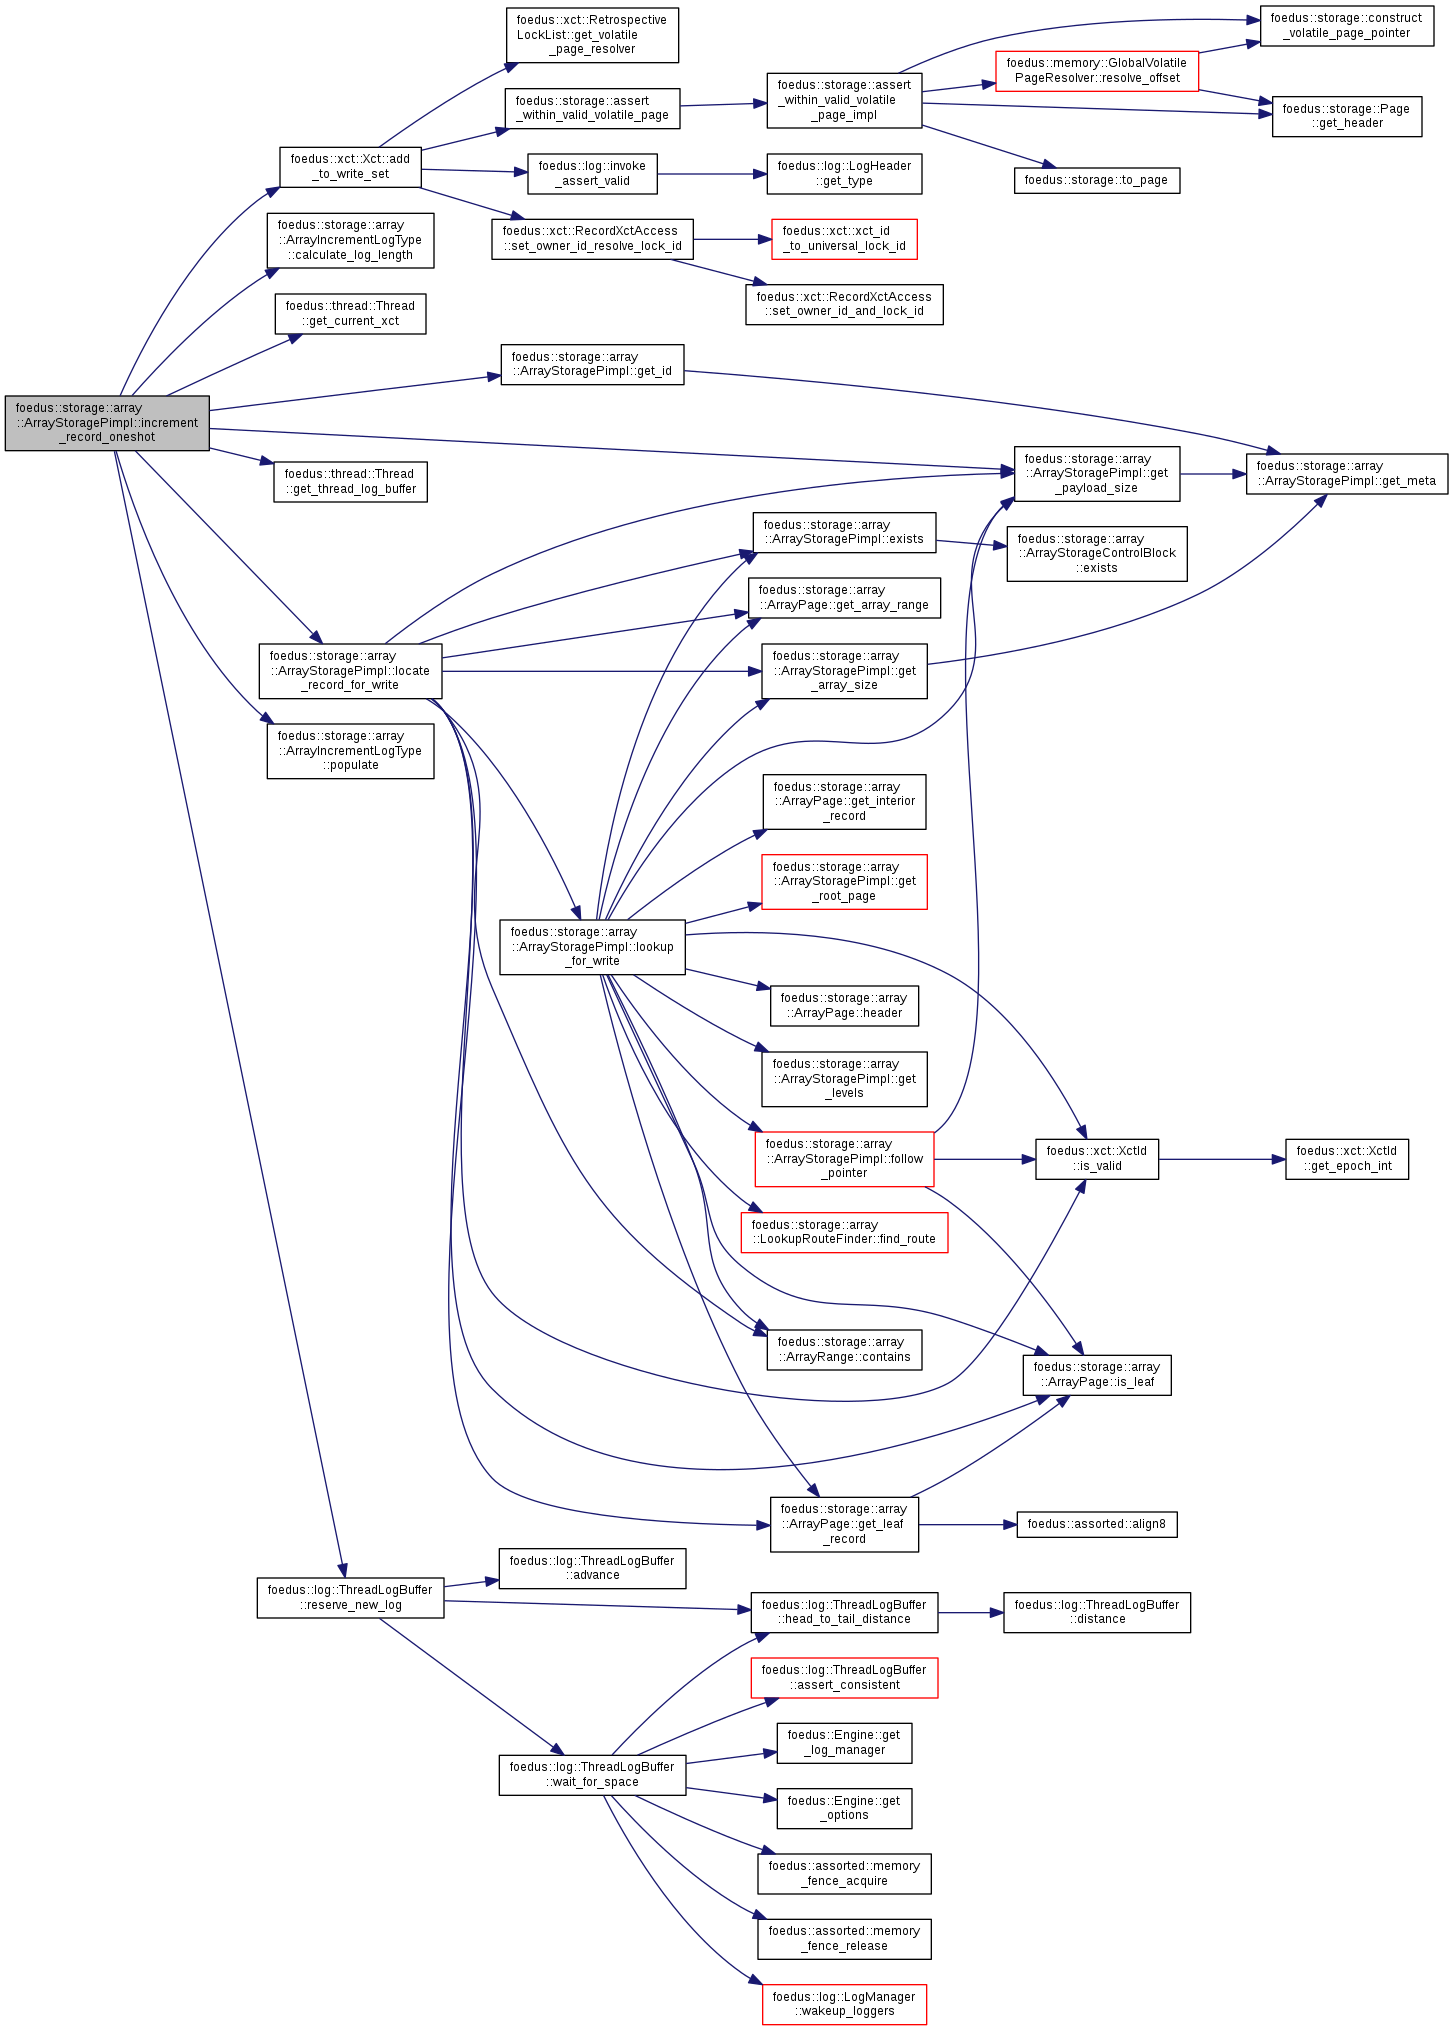 foedus::xct::Retrospective
LockList::get_volatile
_page_resolver
foedus::storage::construct
_volatile_page_pointer
foedus::memory::GlobalVolatile
PageResolver::resolve_offset
foedus::storage::assert
_within_valid_volatile
_page_impl
foedus::storage::assert
_within_valid_volatile_page
foedus::storage::Page
::get_header
foedus::xct::Xct::add
_to_write_set
foedus::log::invoke
_assert_valid
foedus::log::LogHeader
::get_type
foedus::storage::to_page
foedus::xct::RecordXctAccess
::set_owner_id_resolve_lock_id
foedus::xct::xct_id
_to_universal_lock_id
foedus::storage::array
::ArrayIncrementLogType
::calculate_log_length
foedus::xct::RecordXctAccess
::set_owner_id_and_lock_id
foedus::thread::Thread
::get_current_xct
foedus::storage::array
::ArrayStoragePimpl::get_id
foedus::storage::array
::ArrayStoragePimpl::increment
_record_oneshot
foedus::thread::Thread
::get_thread_log_buffer
foedus::storage::array
::ArrayStoragePimpl::get
_payload_size
foedus::storage::array
::ArrayStoragePimpl::get_meta
foedus::storage::array
::ArrayStoragePimpl::exists
foedus::storage::array
::ArrayStorageControlBlock
::exists
foedus::storage::array
::ArrayPage::get_array_range
foedus::storage::array
::ArrayStoragePimpl::locate
_record_for_write
foedus::storage::array
::ArrayStoragePimpl::get
_array_size
foedus::storage::array
::ArrayIncrementLogType
::populate
foedus::storage::array
::ArrayPage::get_interior
_record
foedus::storage::array
::ArrayStoragePimpl::get
_root_page
foedus::storage::array
::ArrayStoragePimpl::lookup
_for_write
foedus::storage::array
::ArrayPage::header
foedus::storage::array
::ArrayStoragePimpl::get
_levels
foedus::storage::array
::ArrayStoragePimpl::follow
_pointer
foedus::xct::XctId
::is_valid
foedus::xct::XctId
::get_epoch_int
foedus::storage::array
::LookupRouteFinder::find_route
foedus::storage::array
::ArrayRange::contains
foedus::storage::array
::ArrayPage::is_leaf
foedus::storage::array
::ArrayPage::get_leaf
_record
foedus::assorted::align8
foedus::log::ThreadLogBuffer
::advance
foedus::log::ThreadLogBuffer
::reserve_new_log
foedus::log::ThreadLogBuffer
::head_to_tail_distance
foedus::log::ThreadLogBuffer
::distance
foedus::log::ThreadLogBuffer
::assert_consistent
foedus::Engine::get
_log_manager
foedus::log::ThreadLogBuffer
::wait_for_space
foedus::Engine::get
_options
foedus::assorted::memory
_fence_acquire
foedus::assorted::memory
_fence_release
foedus::log::LogManager
::wakeup_loggers